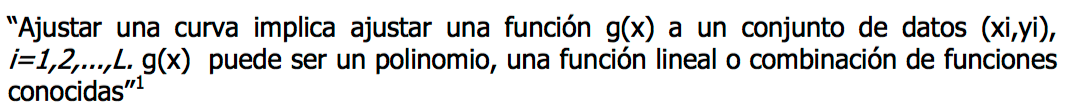 “Ajustar una curva implica ajustar una función g(x) a un conjunto de datos (xi,yi),
i=1,2,...,L. g(x) puede ser un polinomio, una función lineal o combinación de funciones
conocidas”¹